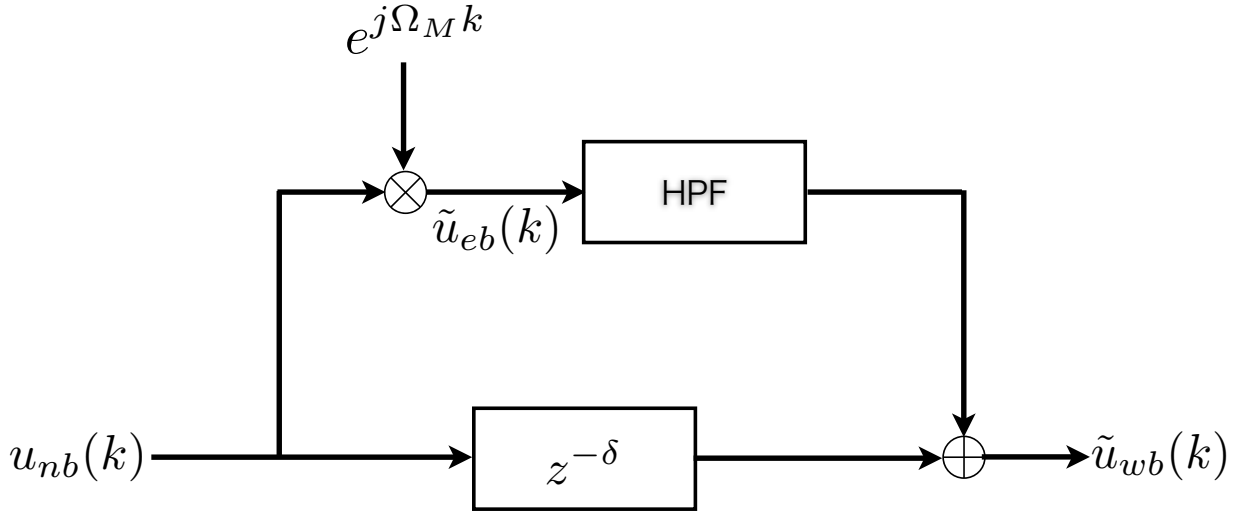 e^{jΩ_M k}
HPF
ũ_{eb}(k)
u_{nb}(k)
z^{-δ}
ũ_{wb}(k)